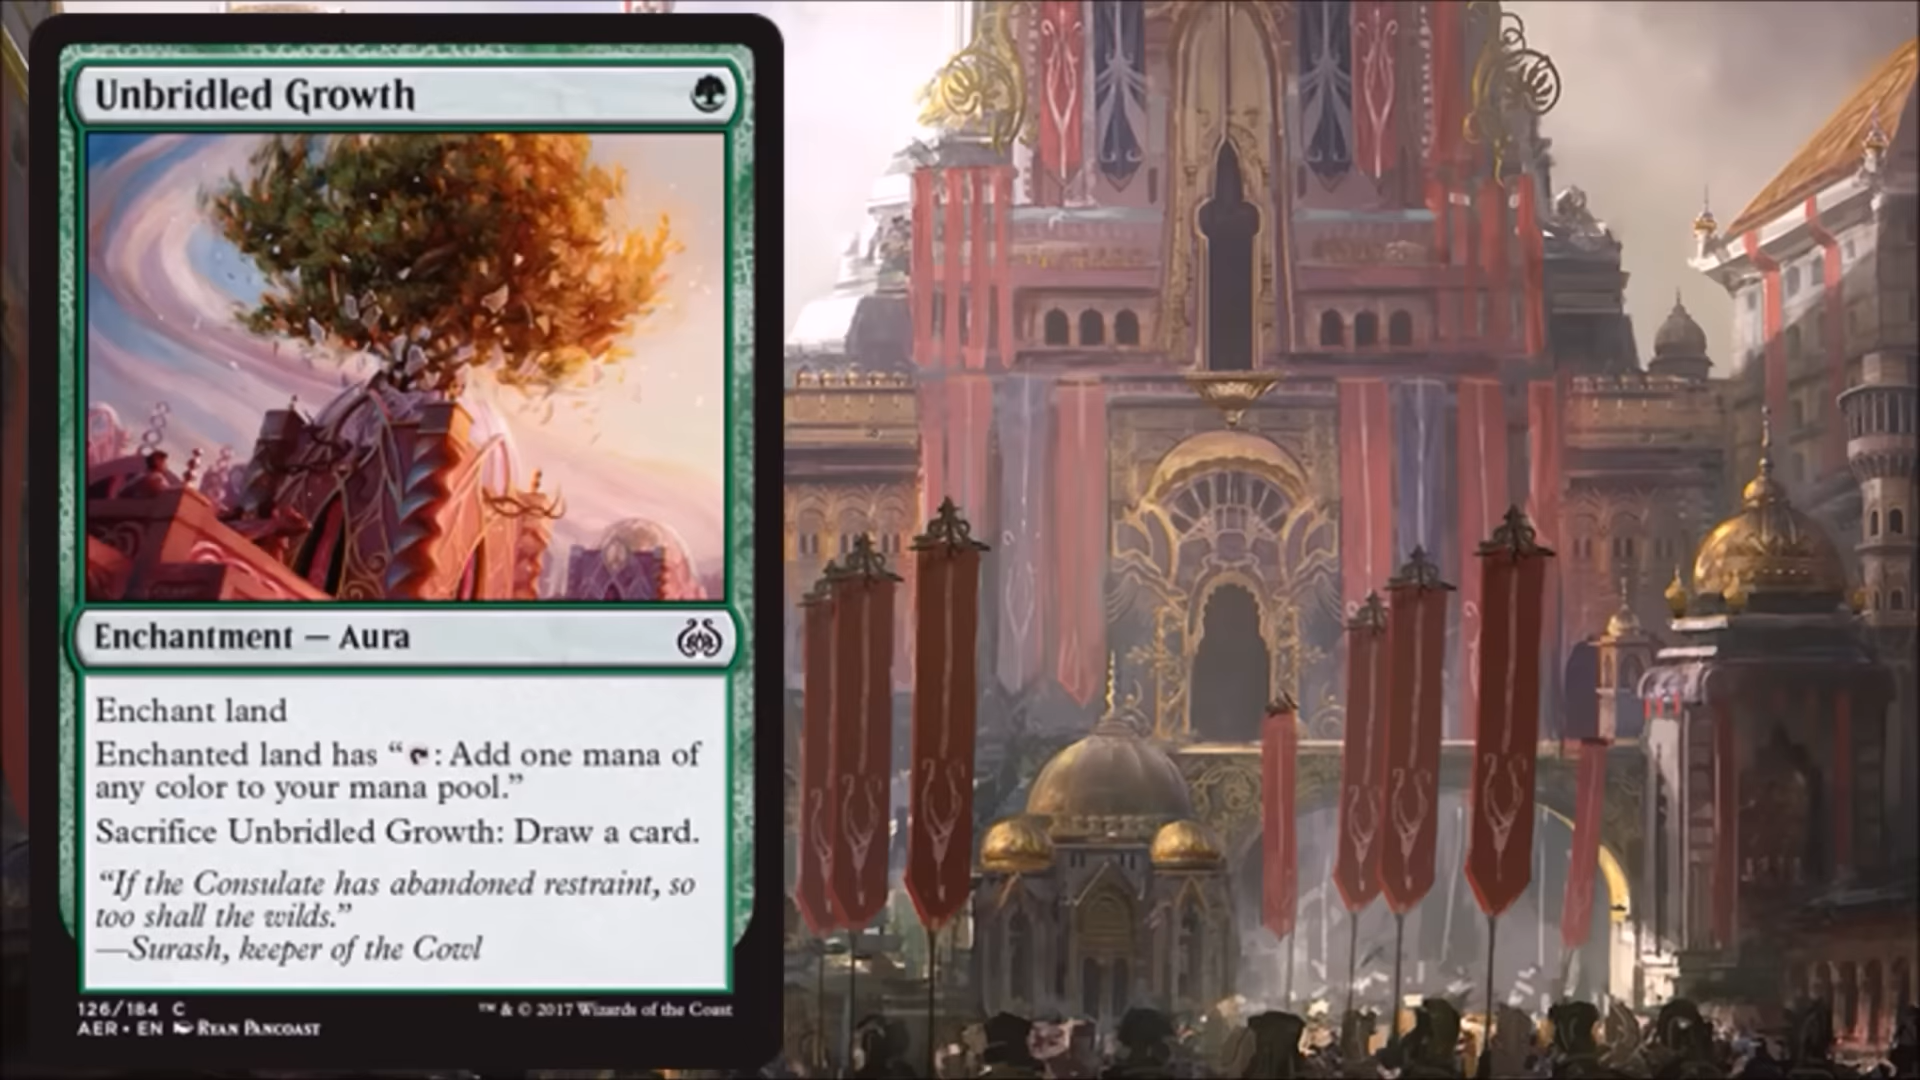 Unbridled Growth
Enchantment — Aura
Enchant land
Enchanted land has “ : Add one mana of
any color to your mana pool.”
Sacrifice Unbridled Growth: Draw a card.
“If the Consulate has abandoned restraint, so
too shall the wilds.”
—Surash, keeper of the Cowl
126/184 C
™ & © 2017 Wizards of the Coast
AER • EN Ryan Pancoast